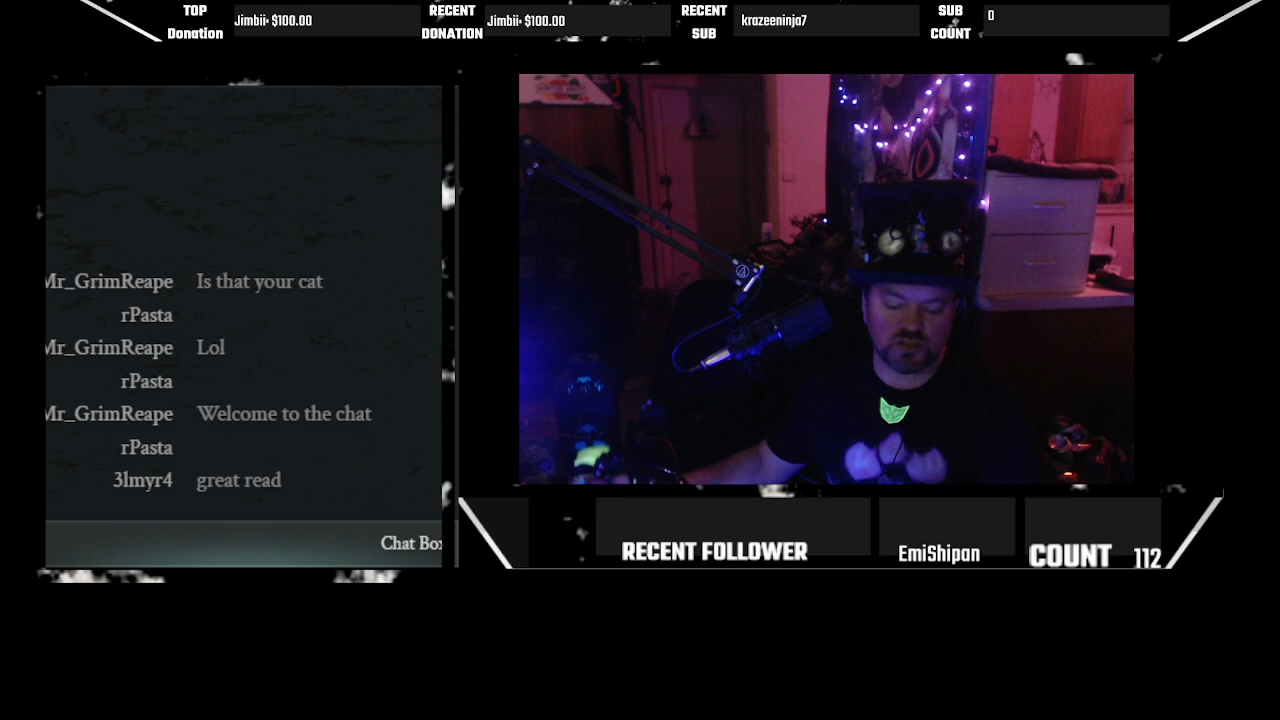 TOP
Donation
Jimbii• $100.00
RECENT
DONATION
Jimbii• $100.00
RECENT
SUB
krazeeninja7
SUB
COUNT
0
Mr_GrimReape
rPasta
Is that your cat
Mr_GrimReape
rPasta
Lol
Mr_GrimReape
rPasta
Welcome to the chat
3lmyr4
great read
Chat Box
RECENT FOLLOWER
EmiShipan
COUNT
112